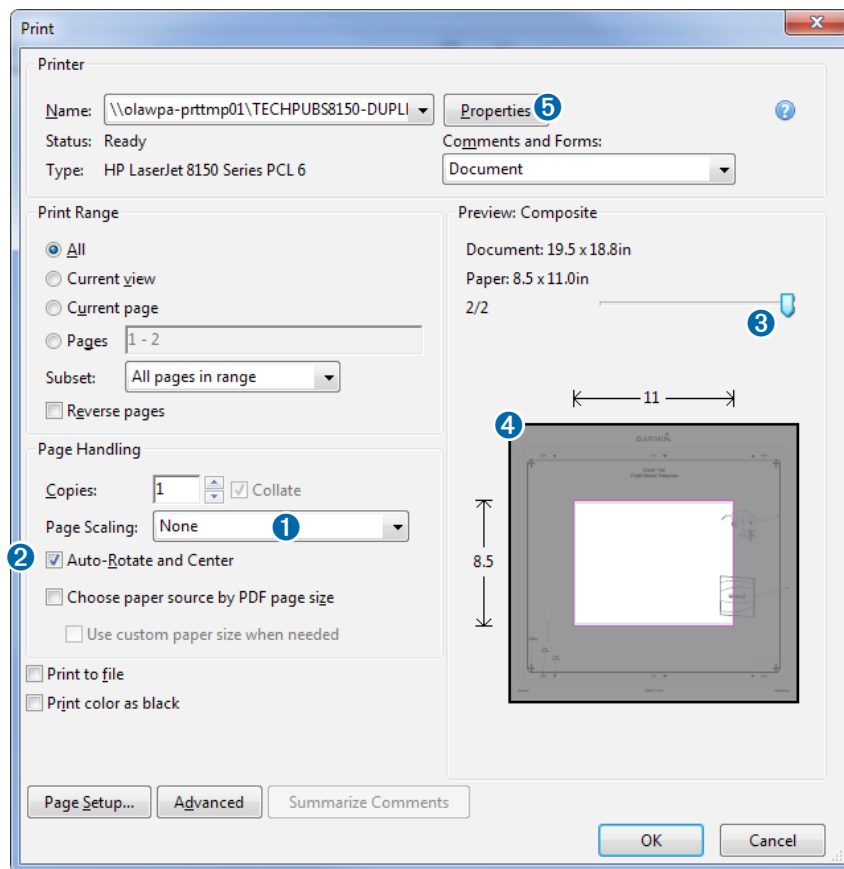 Print
Printer
Name: \\olawpa-prttmp01\TECHPUBS8150-DUPLI Properties 5 ?
Status: Ready Comments and Forms:
Type: HP LaserJet 8150 Series PCL 6 Document
Print Range
All
Current view
Current page
Pages 1 - 2
Subset: All pages in range
Reverse pages
Preview: Composite
Document: 19.5 x 18.8in
Paper: 8.5 x 11.0in
2/2
3
11
4
GARMIN
8.5
Page Handling
Copies: 1 Collate
Page Scaling: None 1
2 Auto-Rotate and Center
Choose paper source by PDF page size
Use custom paper size when needed
Print to file
Print color as black
Page Setup... Advanced Summarize Comments
OK Cancel